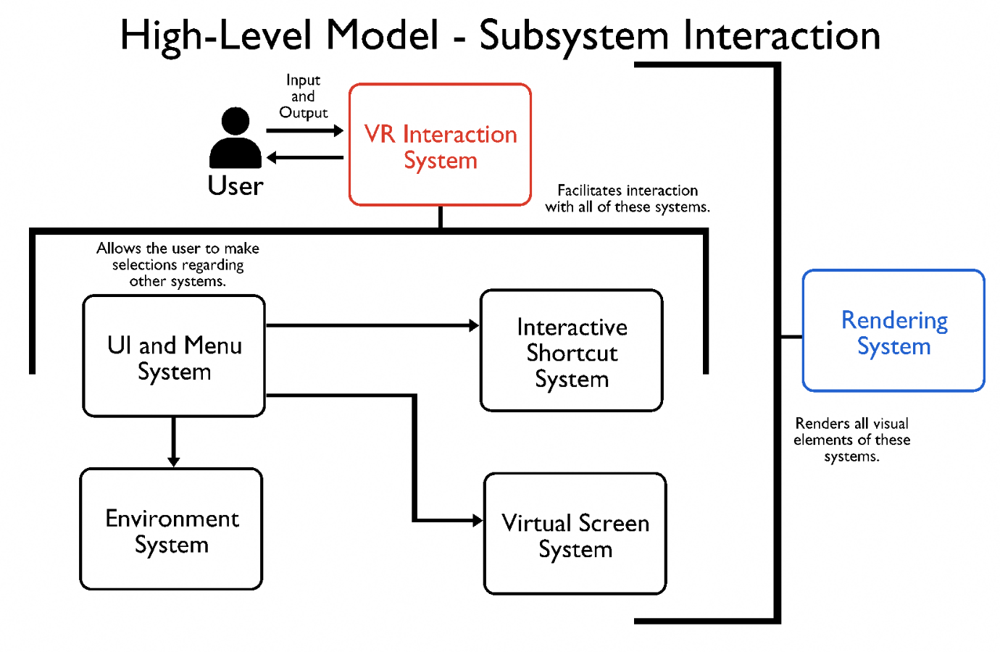 High-Level Model - Subsystem Interaction
Input
and
Output
User
VR Interaction
System
Facilitates interaction
with all of these systems.
Allows the user to make
selections regarding
other systems.
UI and Menu
System
Interactive
Shortcut
System
Rendering
System
Renders all visual
elements of these
systems.
Environment
System
Virtual Screen
System